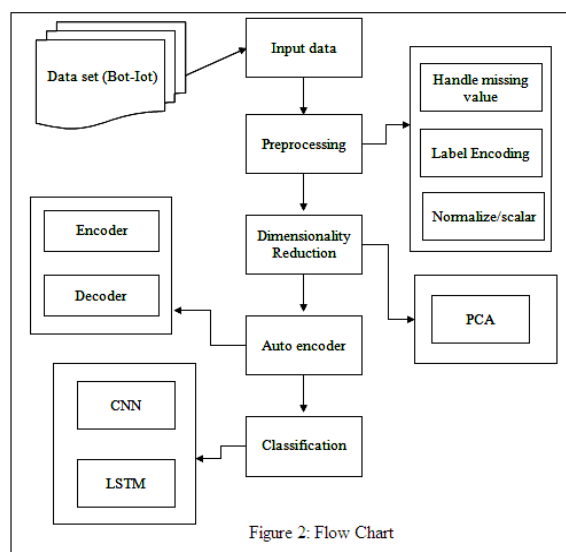 Data set (Bot-Iot)
Input data
Preprocessing
Handle missing
value
Label Encoding
Normalize/scalar
Dimensionality
Reduction
PCA
Encoder
Decoder
Auto encoder
CNN
LSTM
Classification
Figure 2: Flow Chart